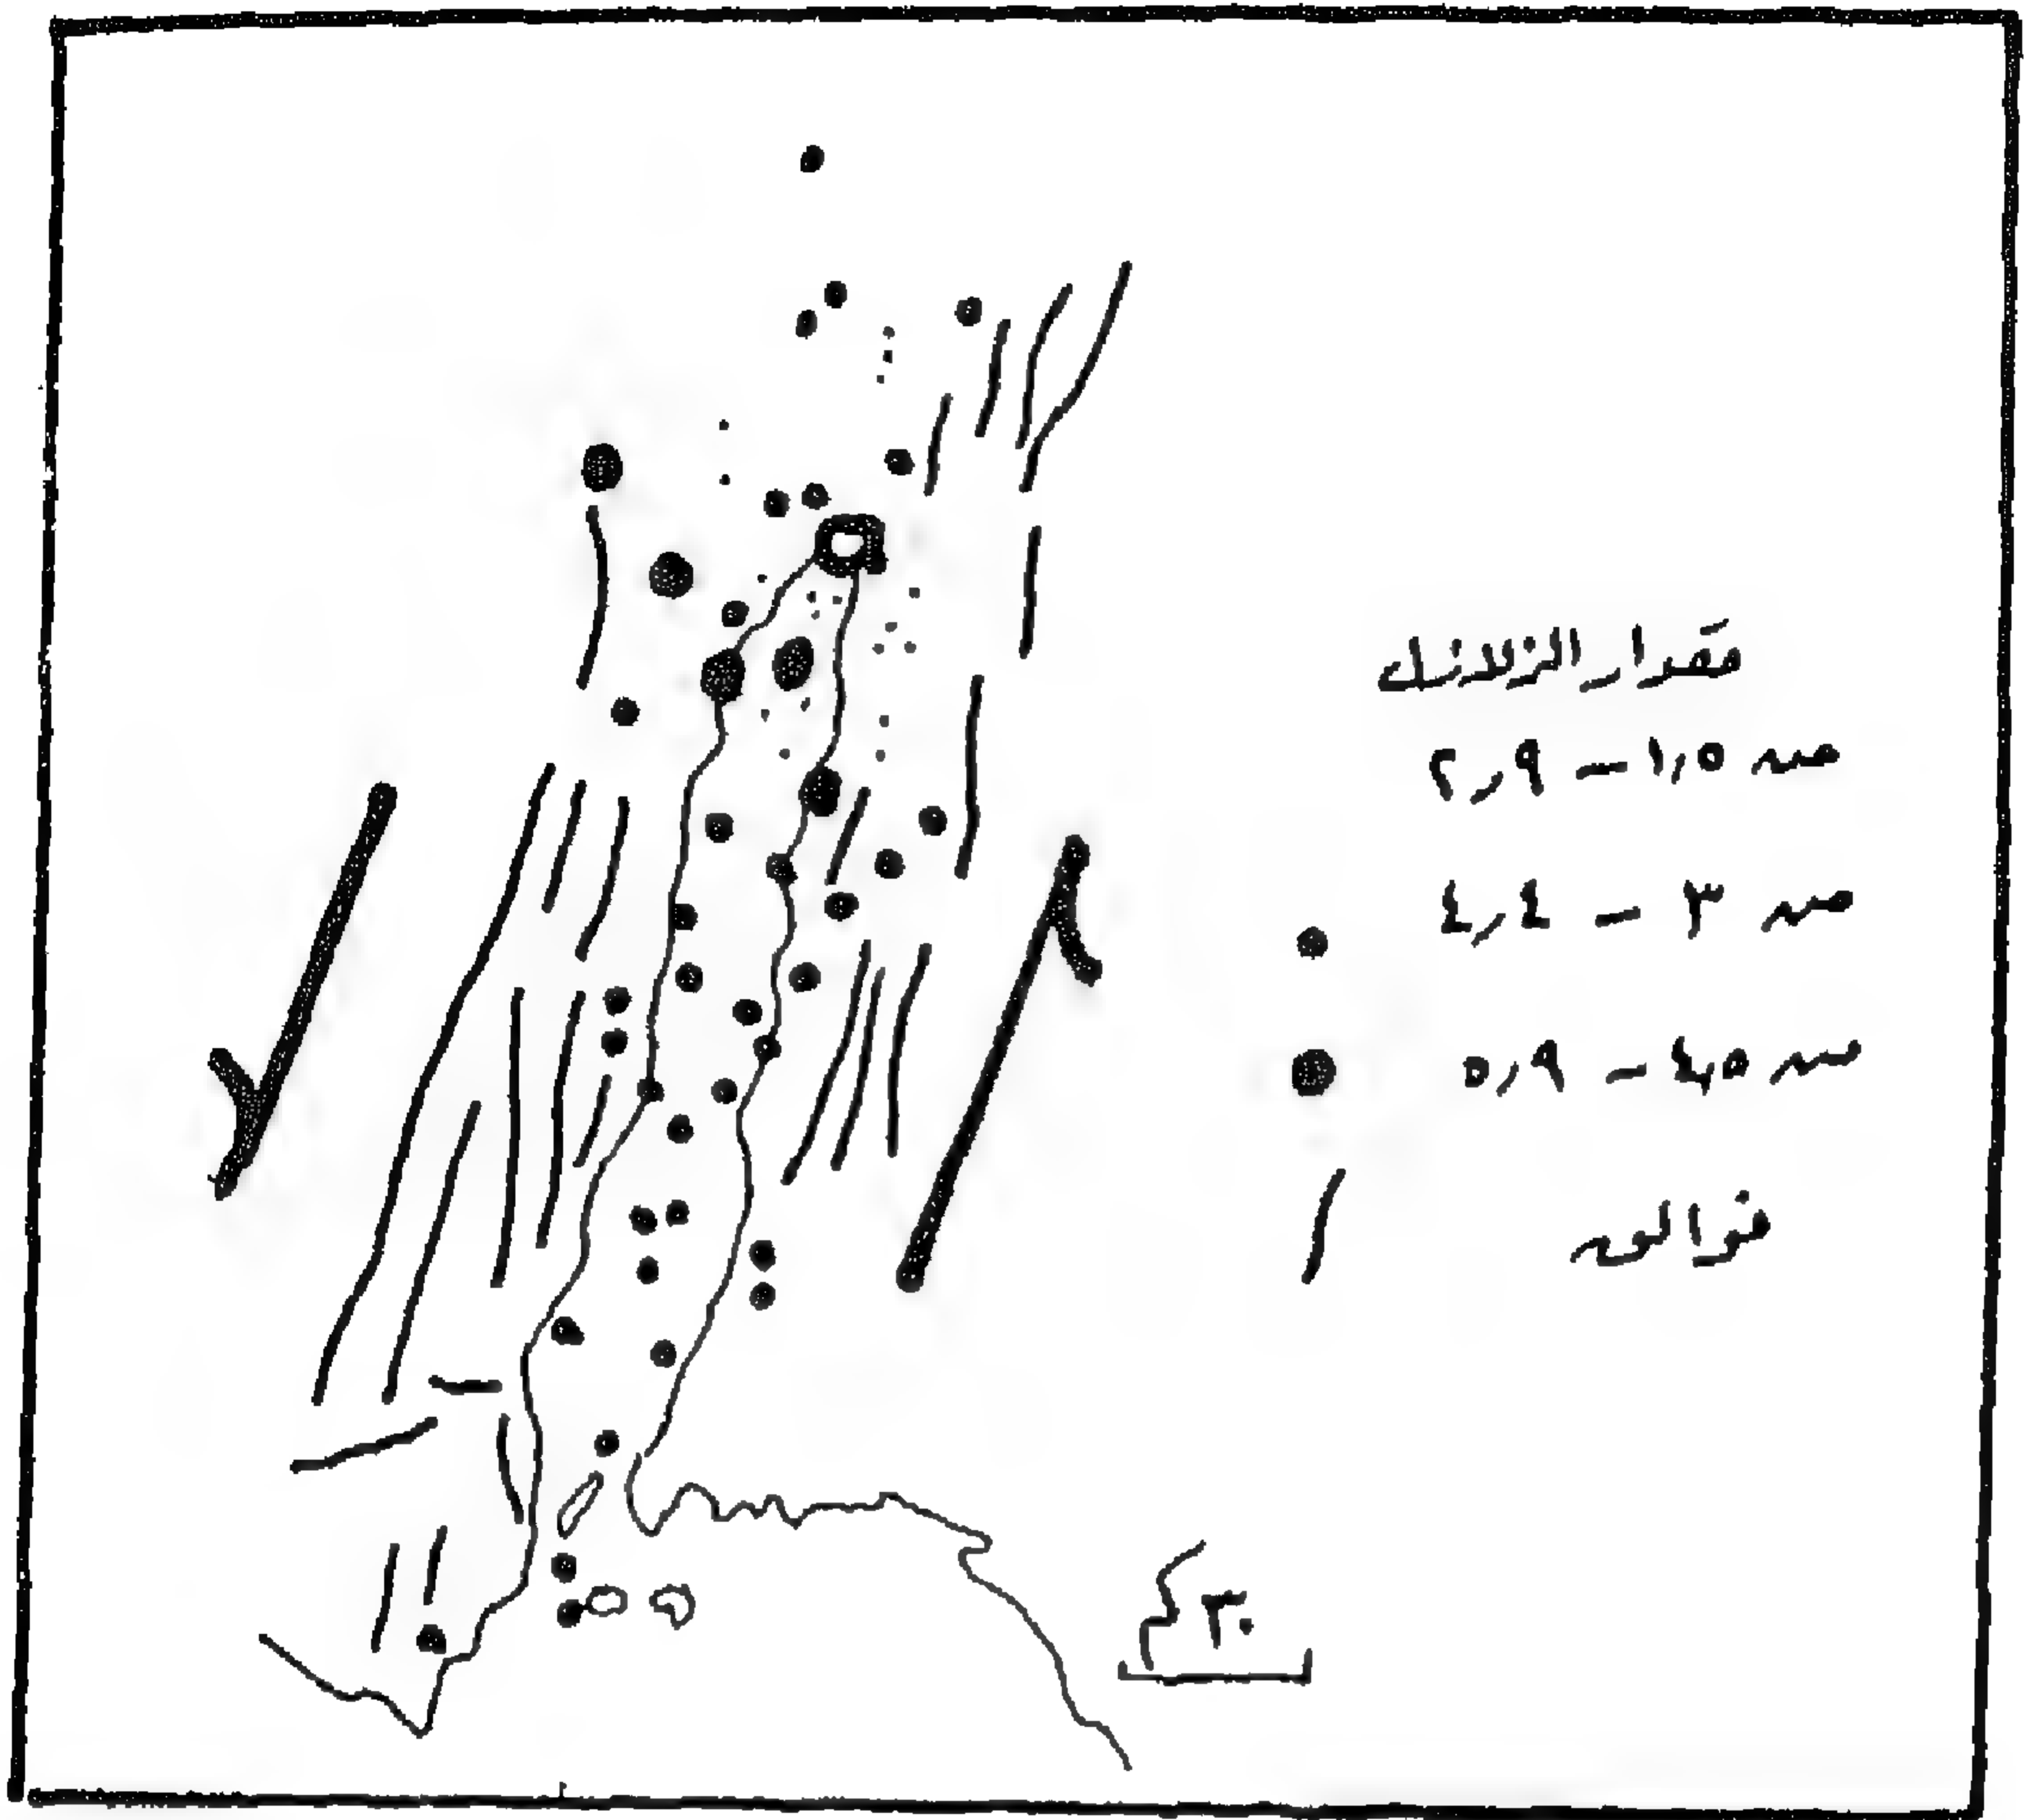 مقدار الزلازل
من ١,٥ – ٢,٩
من ٣ – ٤,٤
من ٤,٥ – ٥,٩
فوالق
٣٠ كم